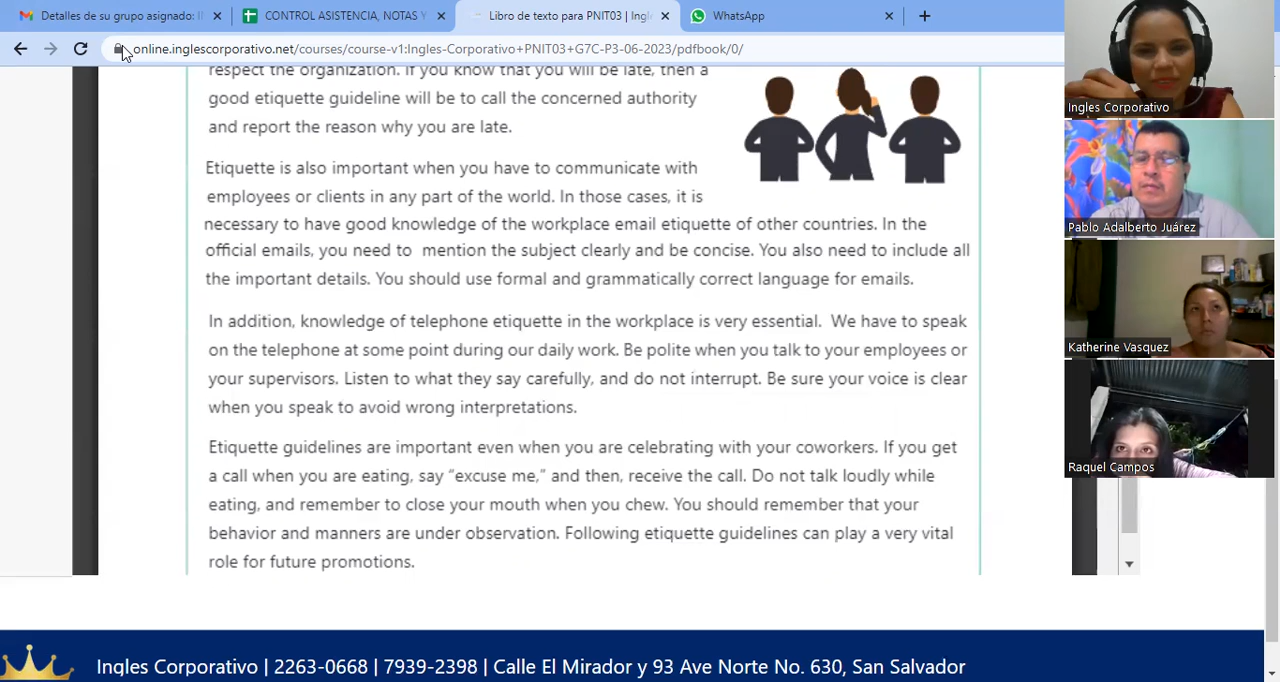 Detalles de su grupo asignado: I
CONTROL ASISTENCIA, NOTAS Y
Libro de texto para PNIT03 | Ingl
WhatsApp
online.inglescorporativo.net/courses/course-v1:Ingles-Corporativo+PNIT03+G7C-P3-06-2023/pdfbook/0/
respect the organization. If you know that you will be late, then a
good etiquette guideline will be to call the concerned authority
and report the reason why you are late.
Etiquette is also important when you have to communicate with
employees or clients in any part of the world. In those cases, it is
necessary to have good knowledge of the workplace email etiquette of other countries. In the
official emails, you need to mention the subject clearly and be concise. You also need to include all
the important details. You should use formal and grammatically correct language for emails.
In addition, knowledge of telephone etiquette in the workplace is very essential. We have to speak
on the telephone at some point during our daily work. Be polite when you talk to your employees or
your supervisors. Listen to what they say carefully, and do not interrupt. Be sure your voice is clear
when you speak to avoid wrong interpretations.
Etiquette guidelines are important even when you are celebrating with your coworkers. If you get
a call when you are eating, say “excuse me,” and then, receive the call. Do not talk loudly while
eating, and remember to close your mouth when you chew. You should remember that your
behavior and manners are under observation. Following etiquette guidelines can play a very vital
role for future promotions.
Ingles Corporativo | 2263-0668 | 7939-2398 | Calle El Mirador y 93 Ave Norte No. 630, San Salvador
Ingles Corporativo
Pablo Adalberto Juárez
Katherine Vasquez
Raquel Campos